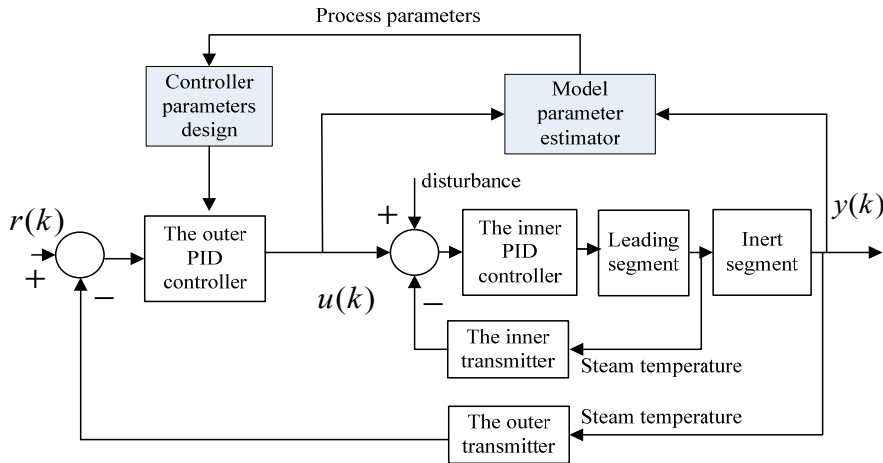 Process parameters
Controller
parameters
design
Model
parameter
estimator
disturbance
y(k)
r(k)
+
+
The outer
PID
controller
The inner
PID
controller
Leading
segment
Inert
segment
−
u(k)
−
The inner
transmitter
Steam temperature
The outer
transmitter
Steam temperature